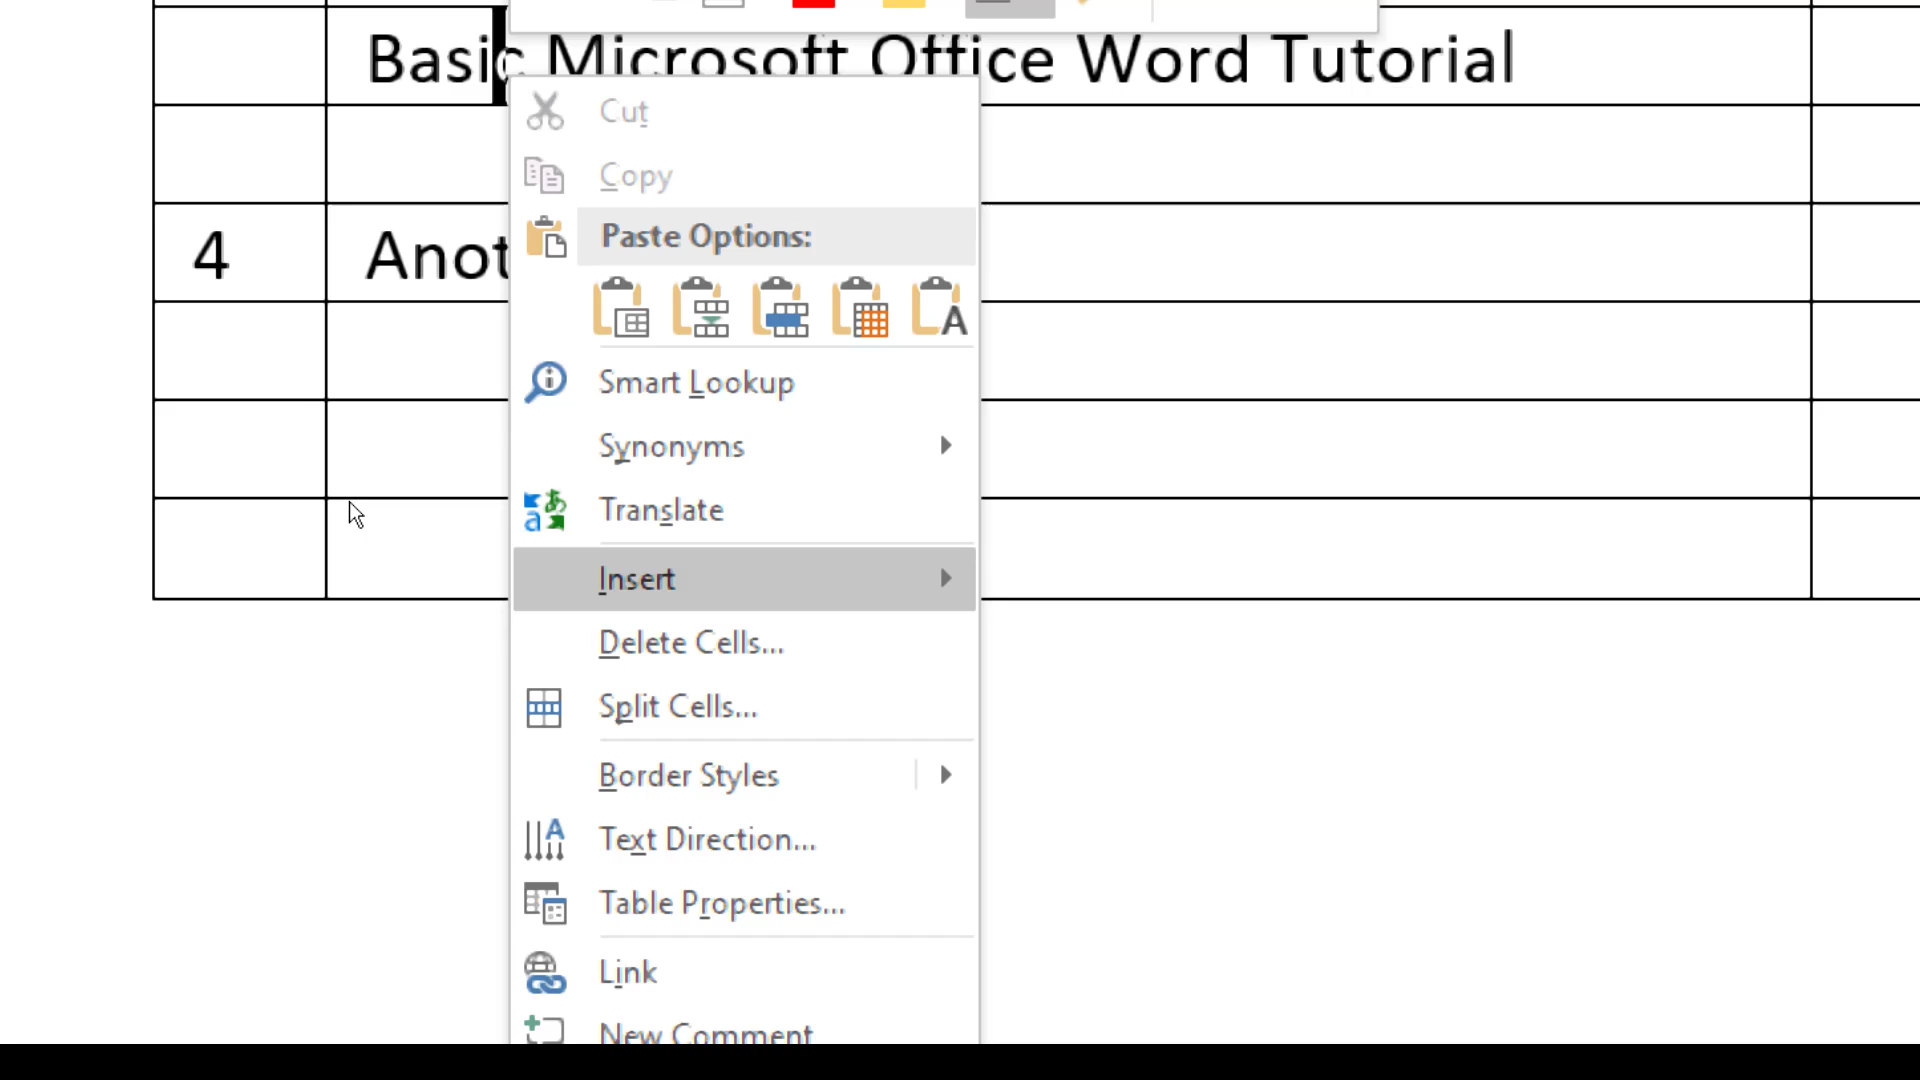 Basic Microsoft Office Word Tutorial
Cut
Copy
4
Paste Options:
Smart Lookup
Synonyms
Translate
Insert
Delete Cells...
Split Cells...
Border Styles
Text Direction...
Table Properties...
Link
New Comment